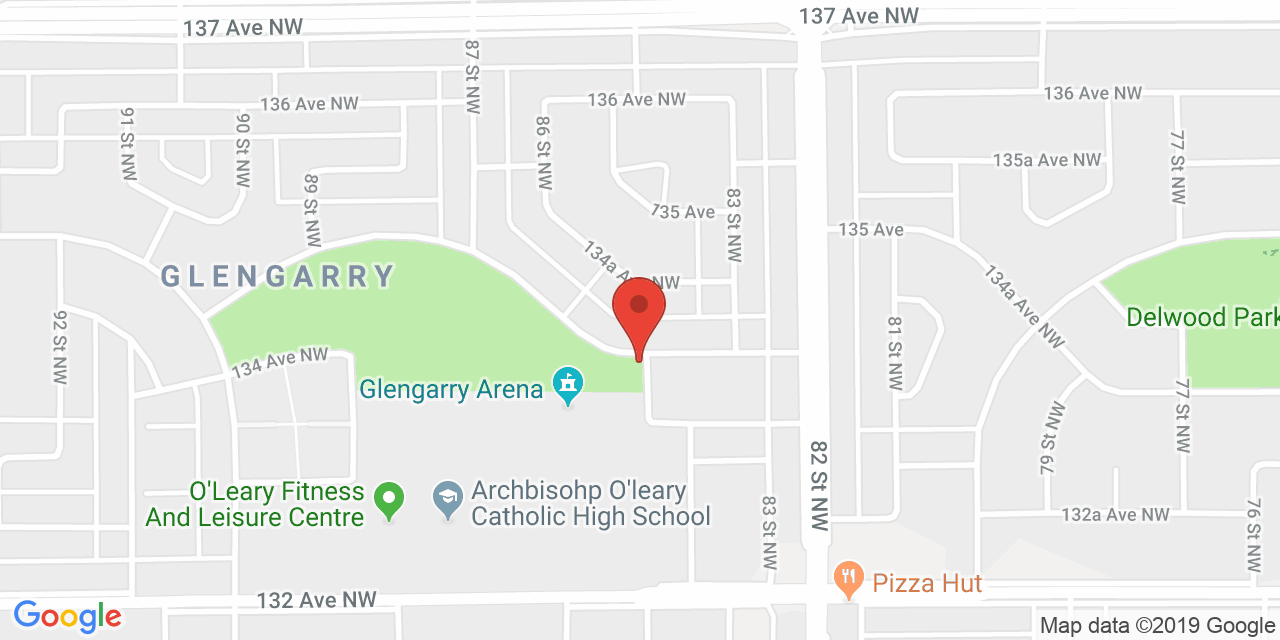 137 Ave NW
137 Ave NW
87 St NW
136 Ave NW
136 Ave NW
136 Ave NW
91 St NW
90 St NW
86 St NW
77 St NW
135a Ave NW
89 St NW
83 St NW
135 Ave
135 Ave
134a Ave NW
134a Ave NW
GLENGARRY
Delwood Park
92 St NW
81 St NW
134 Ave NW
Glengarry Arena
77 St NW
79 St NW
82 St NW
O'Leary Fitness
And Leisure Centre
Archbisohp O'leary
Catholic High School
83 St NW
132a Ave NW
76 St NW
Pizza Hut
132 Ave NW
Google
Map data ©2019 Google